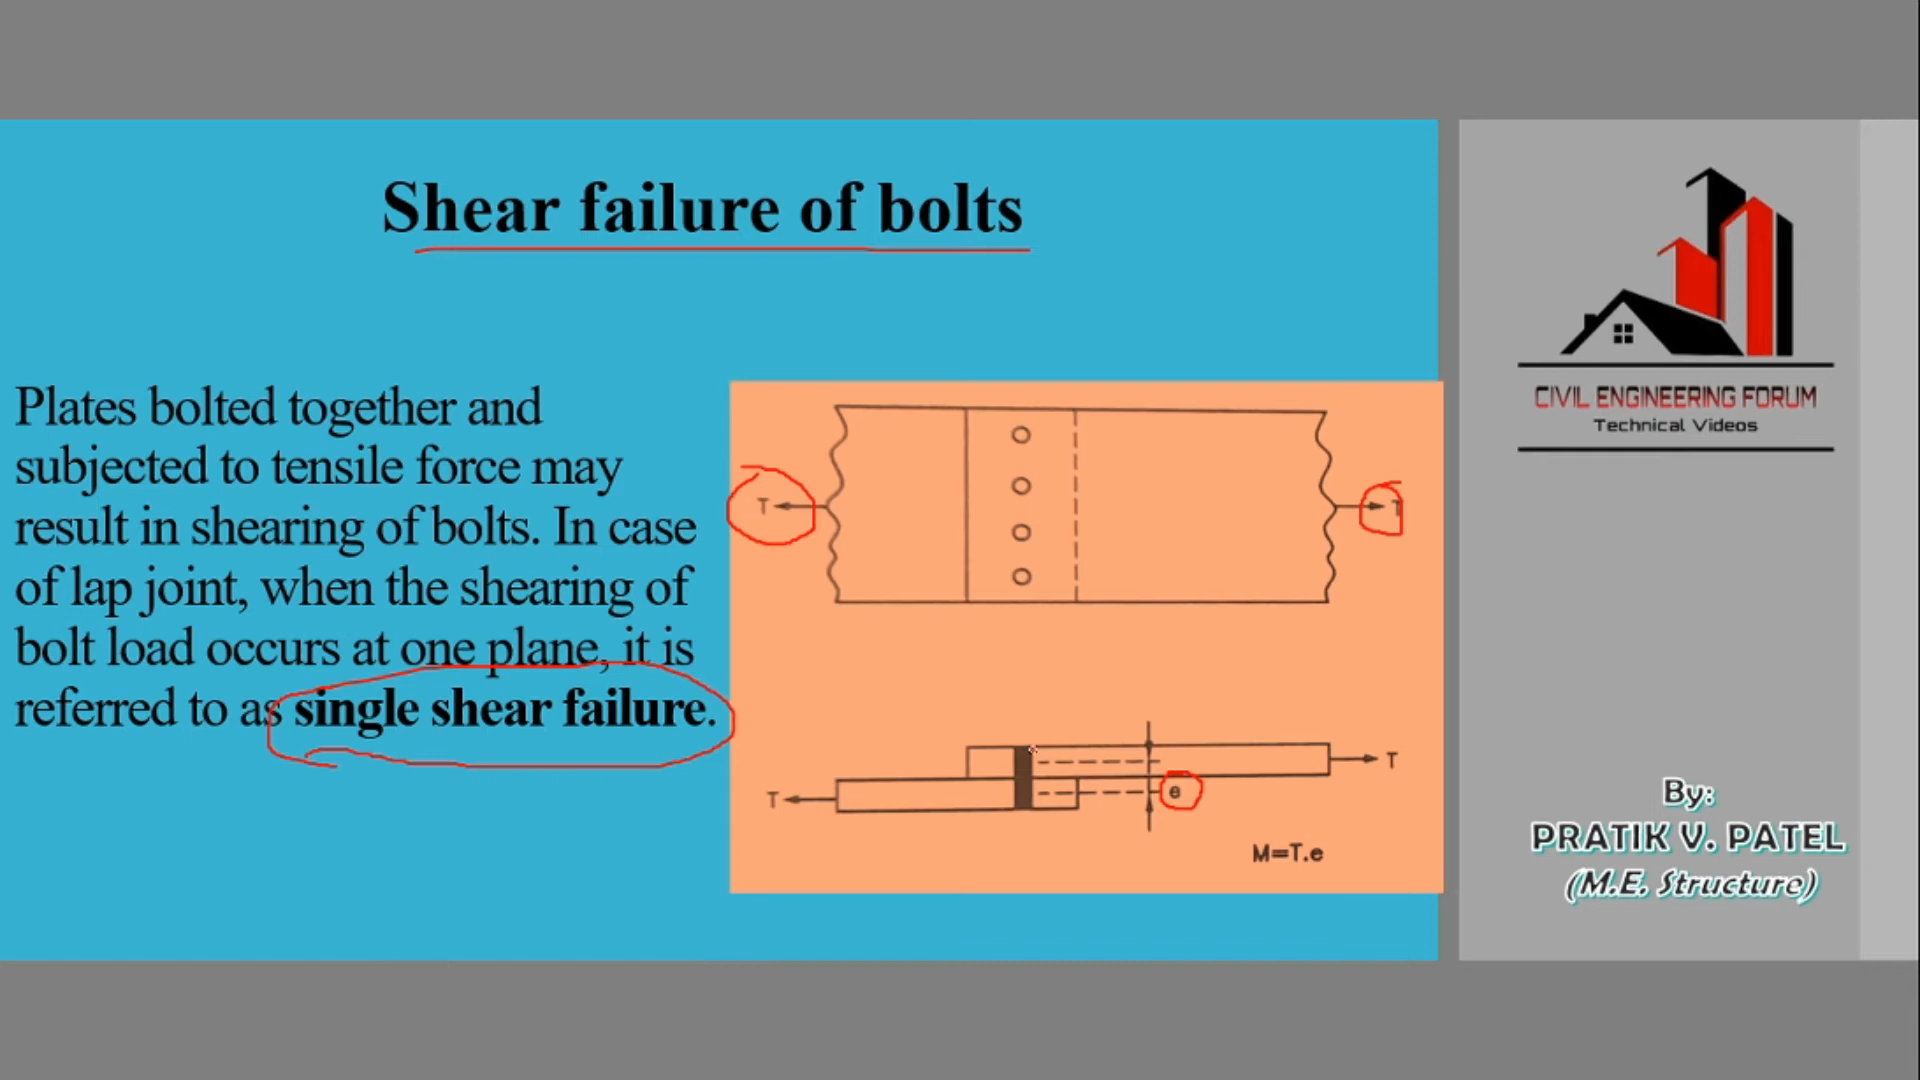 Shear failure of bolts
Plates bolted together and
subjected to tensile force may
result in shearing of bolts. In case
of lap joint, when the shearing of
bolt load occurs at one plane, it is
referred to as single shear failure.
T
T
T
T
e
M=T.e
CIVIL ENGINEERING FORUM
Technical Videos
By:
PRATIK V. PATEL
(M.E. Structure)